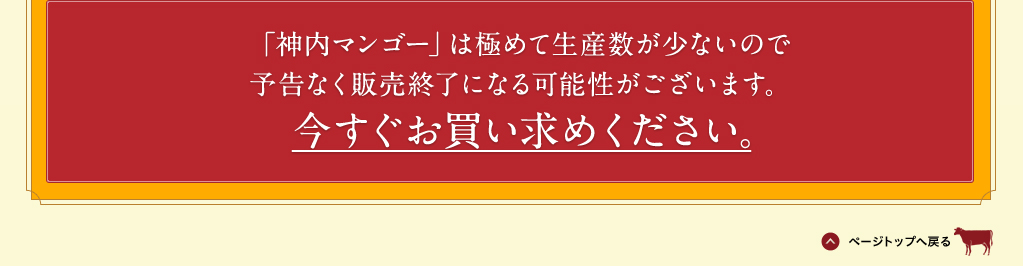 「神内マンゴー」は極めて生産数が少ないので
予告なく販売終了になる可能性がございます。
今すぐお買い求めください。
ページトップへ戻る